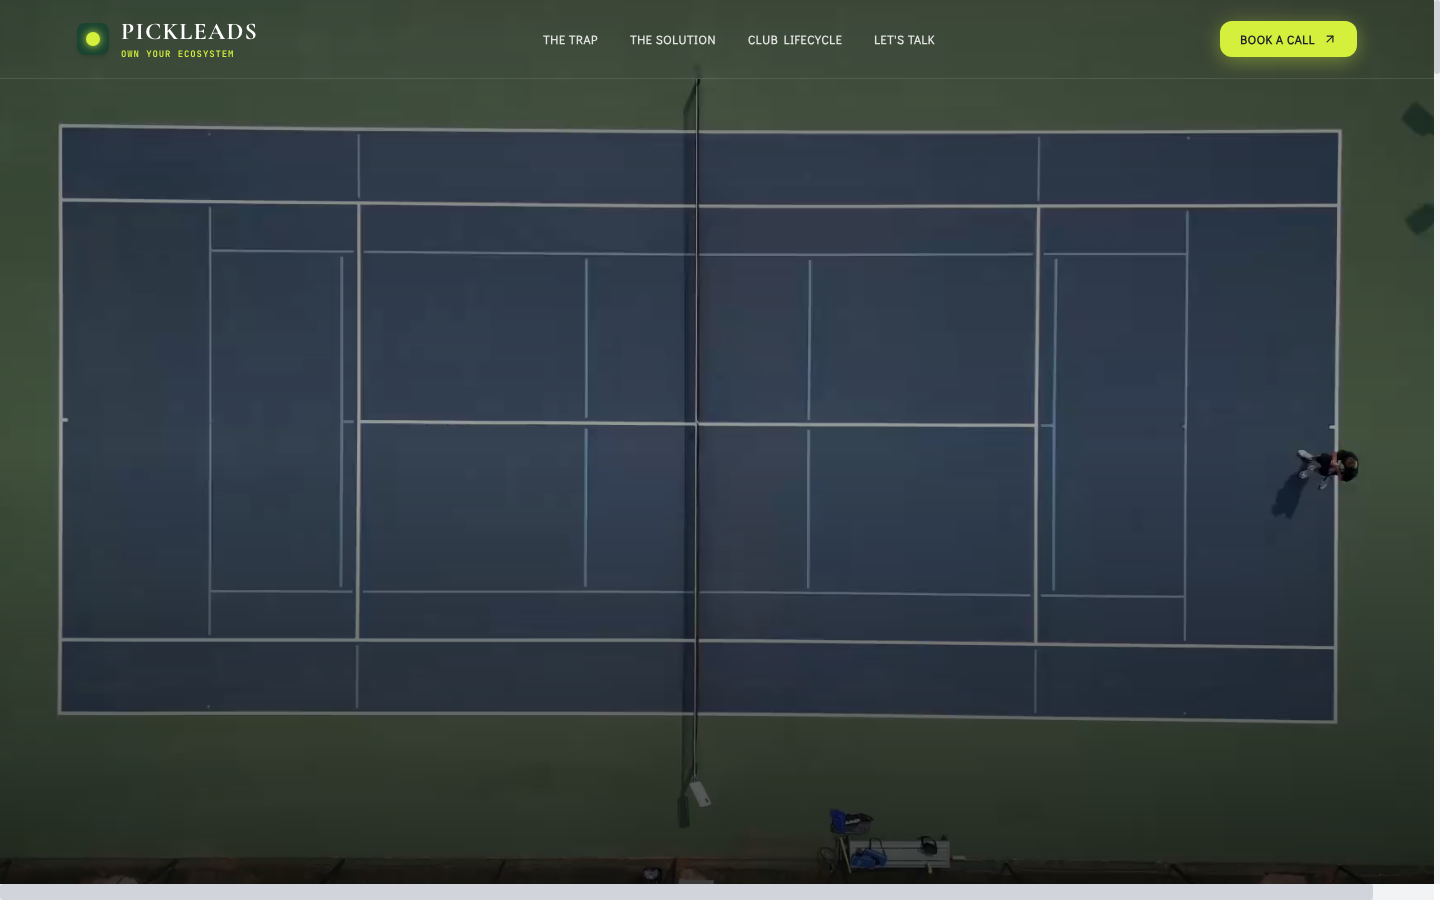 PICKLEADS
OWN YOUR ECOSYSTEM
THE TRAP
THE SOLUTION
CLUB LIFECYCLE
LET'S TALK
BOOK A CALL